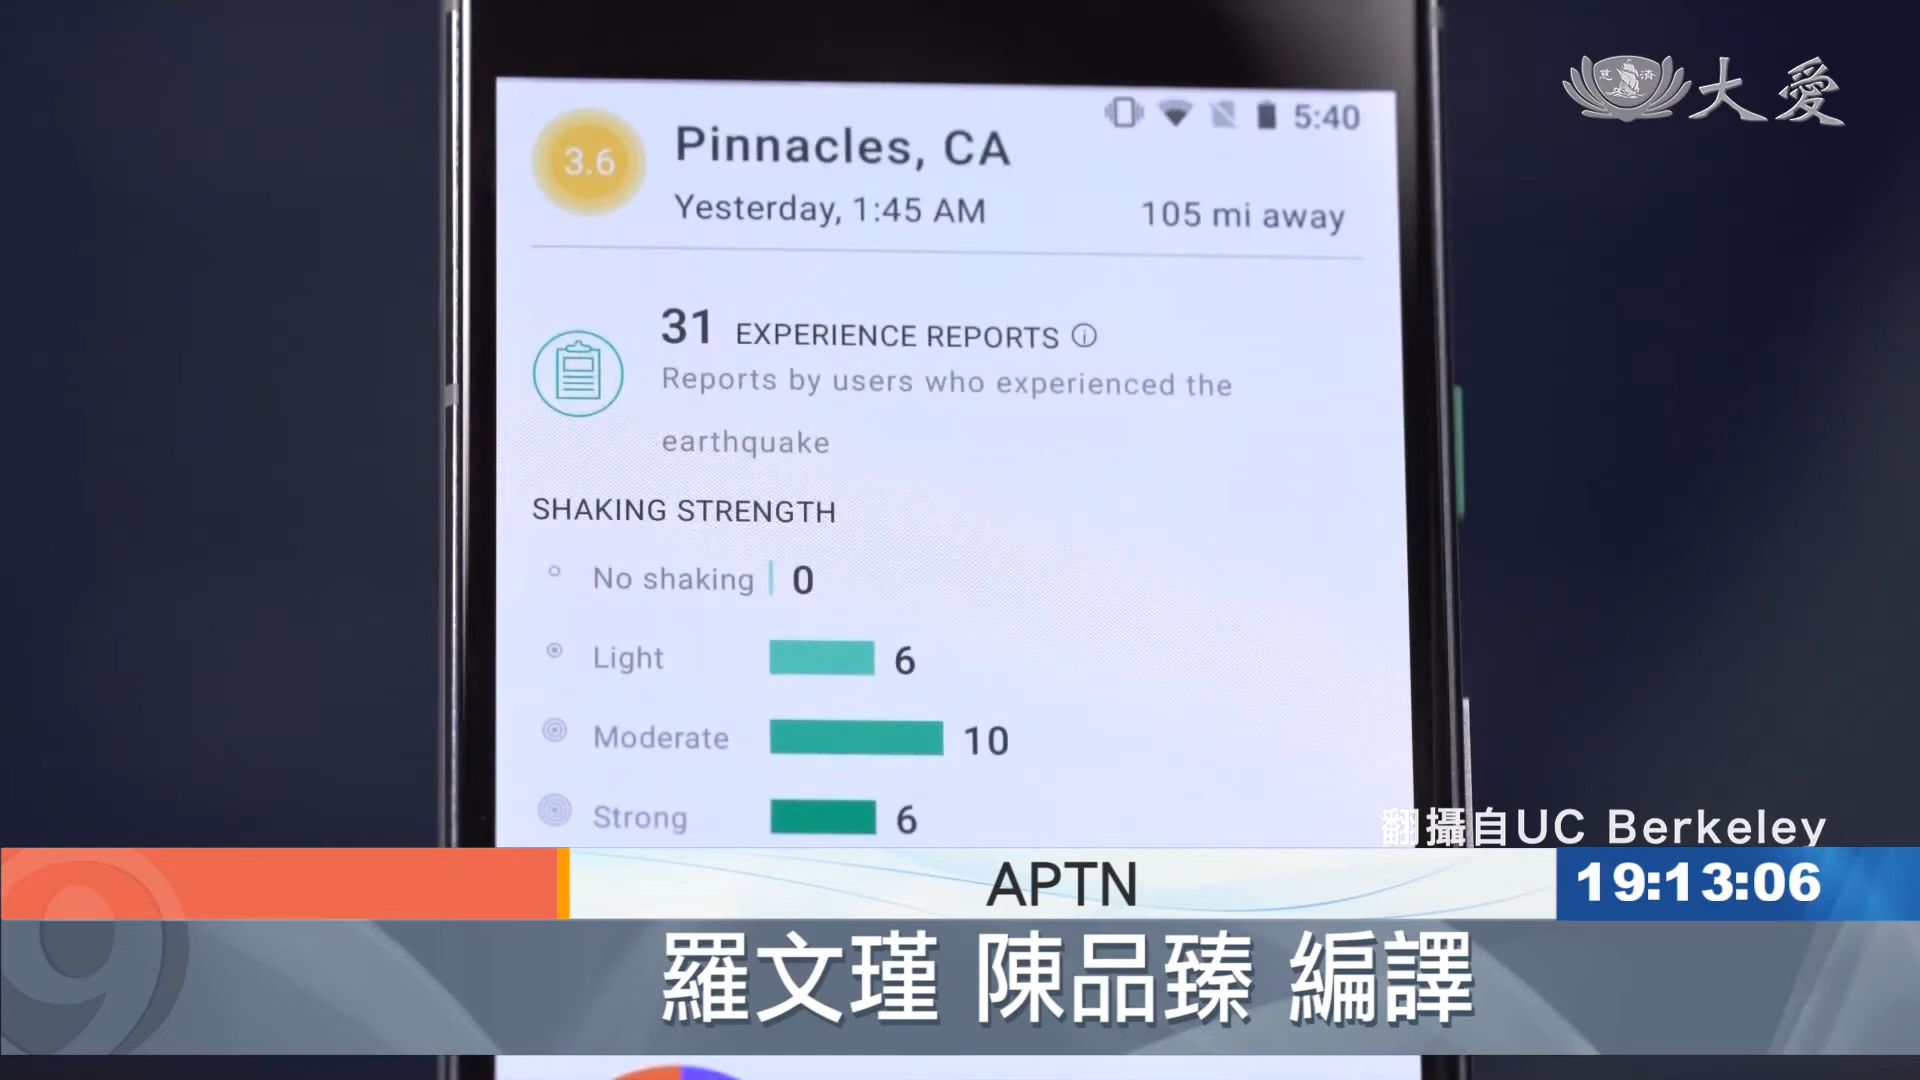 慈濟
大愛
5:40
3.6
Pinnacles, CA
Yesterday, 1:45 AM
105 mi away
31 EXPERIENCE REPORTS
Reports by users who experienced the
earthquake
SHAKING STRENGTH
No shaking 0
Light 6
Moderate 10
Strong 6
翻攝自UC Berkeley
APTN
19:13:06
羅文瑾 陳品臻 編譯